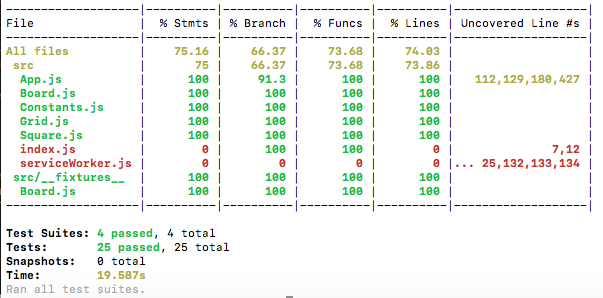 File | % Stmts | % Branch | % Funcs | % Lines | Uncovered Line #s |
All files | 75.16 | 66.37 | 73.68 | 74.03 | |
src | 75 | 66.37 | 73.68 | 73.86 | |
App.js | 100 | 91.3 | 100 | 100 | 112,129,180,427 |
Board.js | 100 | 100 | 100 | 100 | |
Constants.js | 100 | 100 | 100 | 100 | |
Grid.js | 100 | 100 | 100 | 100 | |
Square.js | 100 | 100 | 100 | 100 | |
index.js | 0 | 100 | 100 | 0 | 7,12 |
serviceWorker.js | 0 | 0 | 0 | 0 |... 25,132,133,134 |
src/__fixtures__ | 100 | 100 | 100 | 100 | |
Board.js | 100 | 100 | 100 | 100 | |
Test Suites: 4 passed, 4 total
Tests: 25 passed, 25 total
Snapshots: 0 total
Time: 19.587s
Ran all test suites.